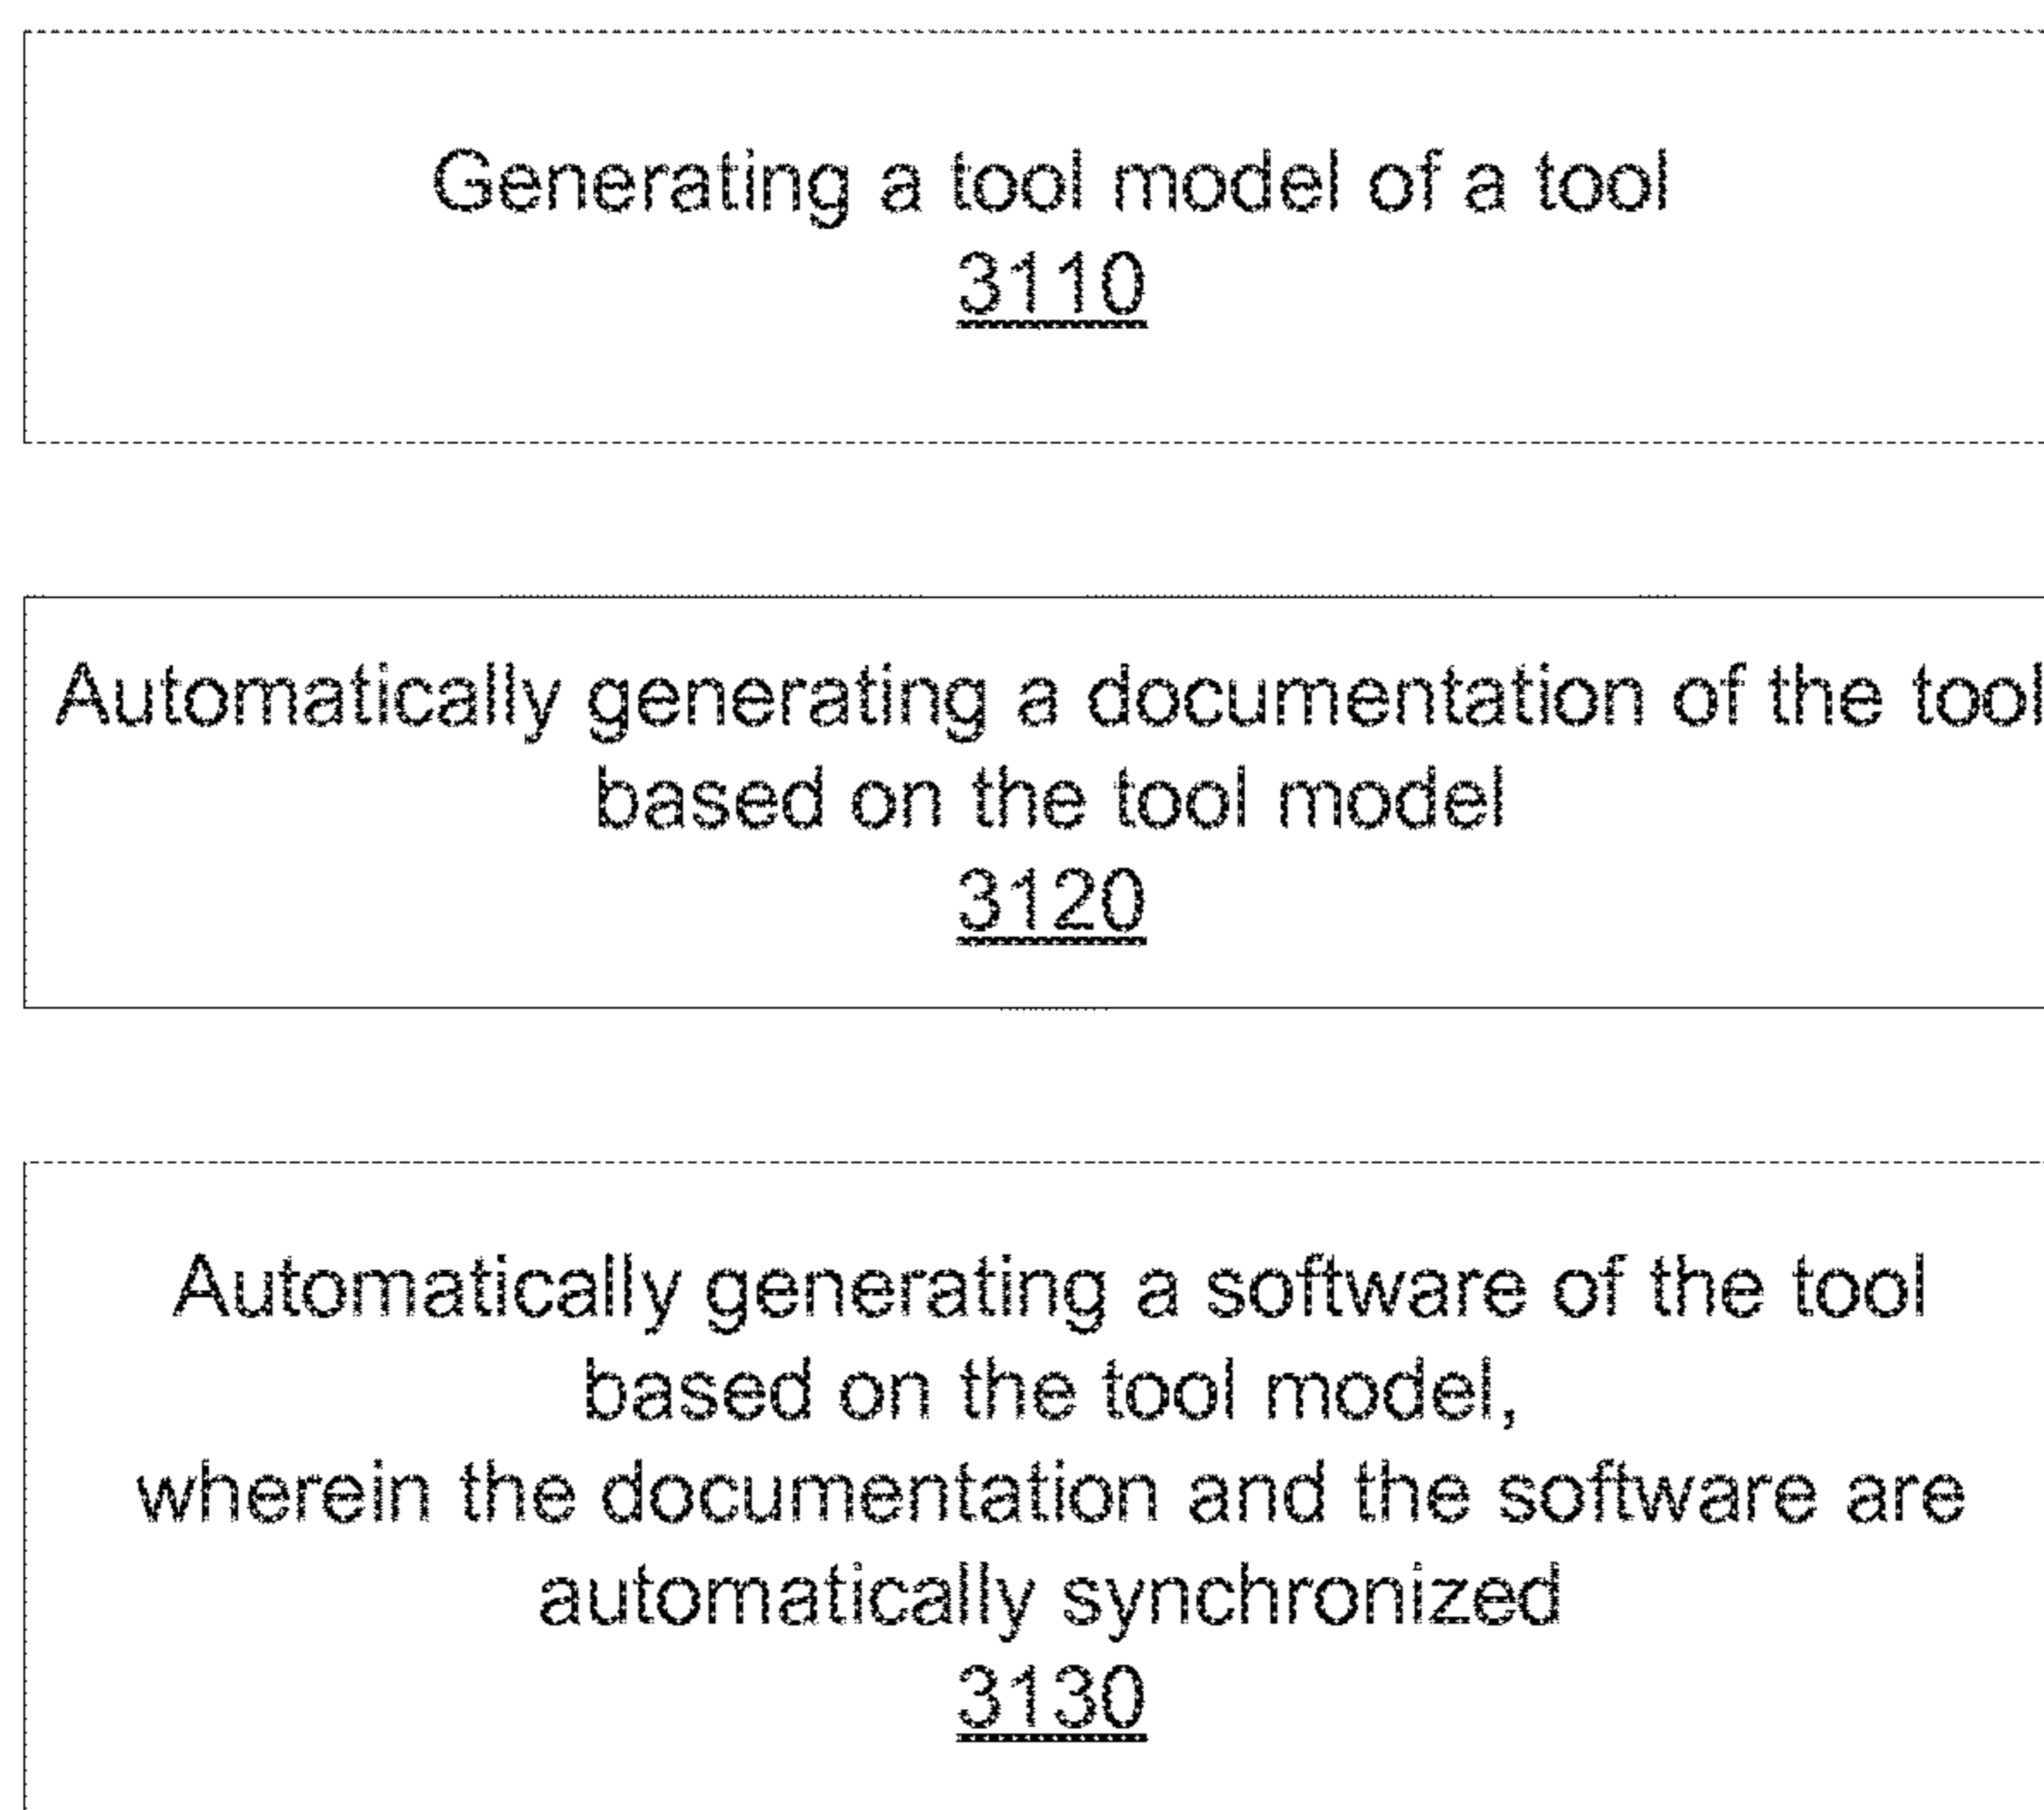 Generating a tool model of a tool
3110
Automatically generating a documentation of the tool
based on the tool model
3120
Automatically generating a software of the tool
based on the tool model,
wherein the documentation and the software are
automatically synchronized
3130